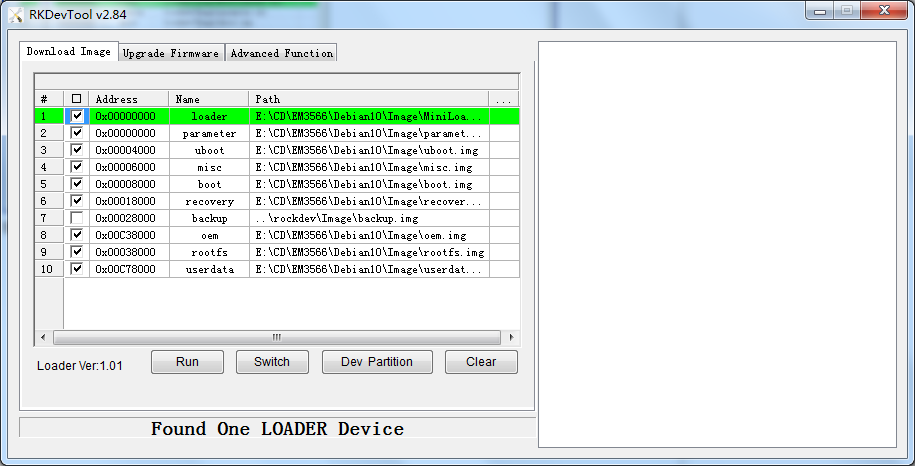 RKDevTool v2.84
Download Image Upgrade Firmware Advanced Function
# Address Name Path ...
1 0x00000000 loader E:\CD\EM3566\Debian10\Image\MiniLoa...
2 0x00000000 parameter E:\CD\EM3566\Debian10\Image\paramet...
3 0x00004000 uboot E:\CD\EM3566\Debian10\Image\uboot.img
4 0x00006000 misc E:\CD\EM3566\Debian10\Image\misc.img
5 0x00008000 boot E:\CD\EM3566\Debian10\Image\boot.img
6 0x00018000 recovery E:\CD\EM3566\Debian10\Image\recover...
7 0x00028000 backup ..\rockdev\Image\backup.img
8 0x00C38000 oem E:\CD\EM3566\Debian10\Image\oem.img
9 0x00038000 rootfs E:\CD\EM3566\Debian10\Image\rootfs.img
10 0x00C78000 userdata E:\CD\EM3566\Debian10\Image\userdat...
Loader Ver:1.01 Run Switch Dev Partition Clear
Found One LOADER Device